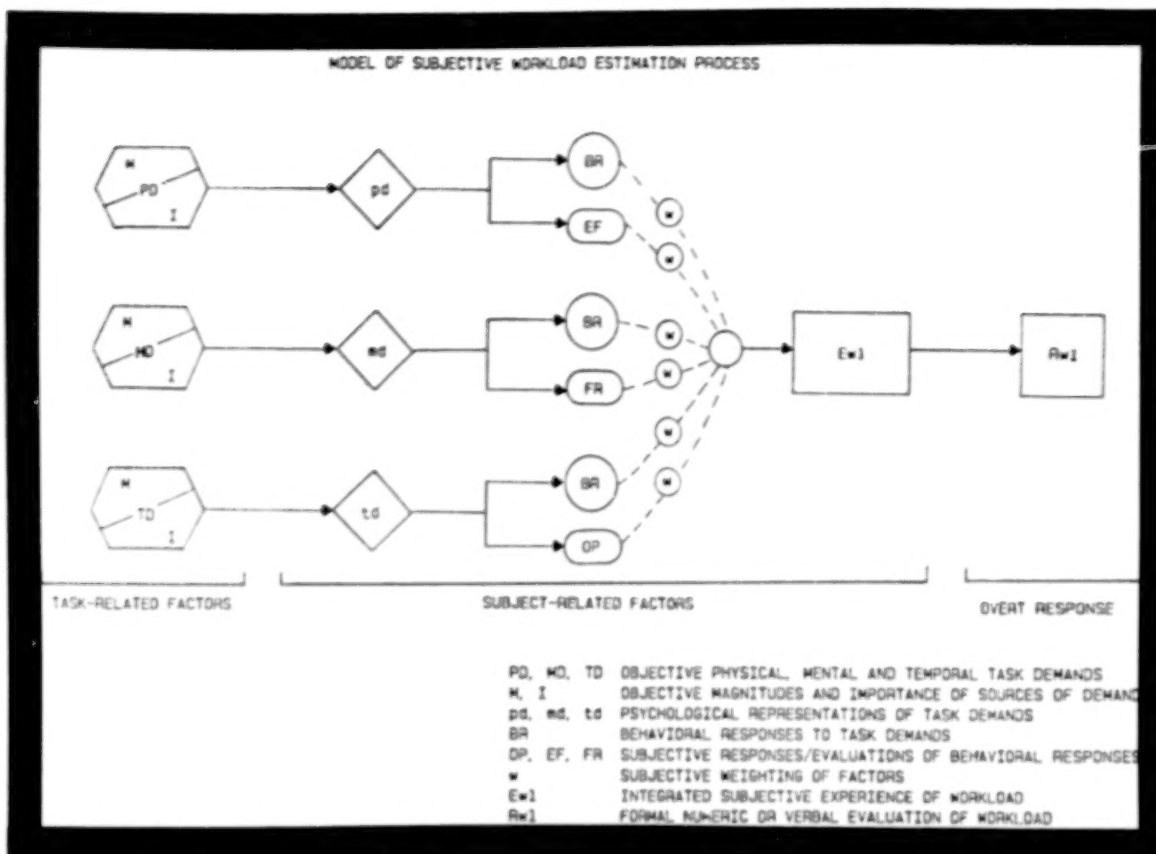 MODEL OF SUBJECTIVE WORKLOAD ESTIMATION PROCESS
M
PD
I
pd
BR
EF
w
w
M
MD
I
md
BR
FR
w
w
Ewl
Rwl
M
TD
I
td
BR
OP
w
w
TASK-RELATED FACTORS
SUBJECT-RELATED FACTORS
OVERT RESPONSE
PD, MD, TD OBJECTIVE PHYSICAL, MENTAL AND TEMPORAL TASK DEMANDS
M, I OBJECTIVE MAGNITUDES AND IMPORTANCE OF SOURCES OF DEMAND
pd, md, td PSYCHOLOGICAL REPRESENTATIONS OF TASK DEMANDS
BR BEHAVIORAL RESPONSES TO TASK DEMANDS
OP, EF, FR SUBJECTIVE RESPONSES/EVALUATIONS OF BEHAVIORAL RESPONSES
w SUBJECTIVE WEIGHTING OF FACTORS
Ewl INTEGRATED SUBJECTIVE EXPERIENCE OF WORKLOAD
Rwl FORMAL NUMERIC OR VERBAL EVALUATION OF WORKLOAD